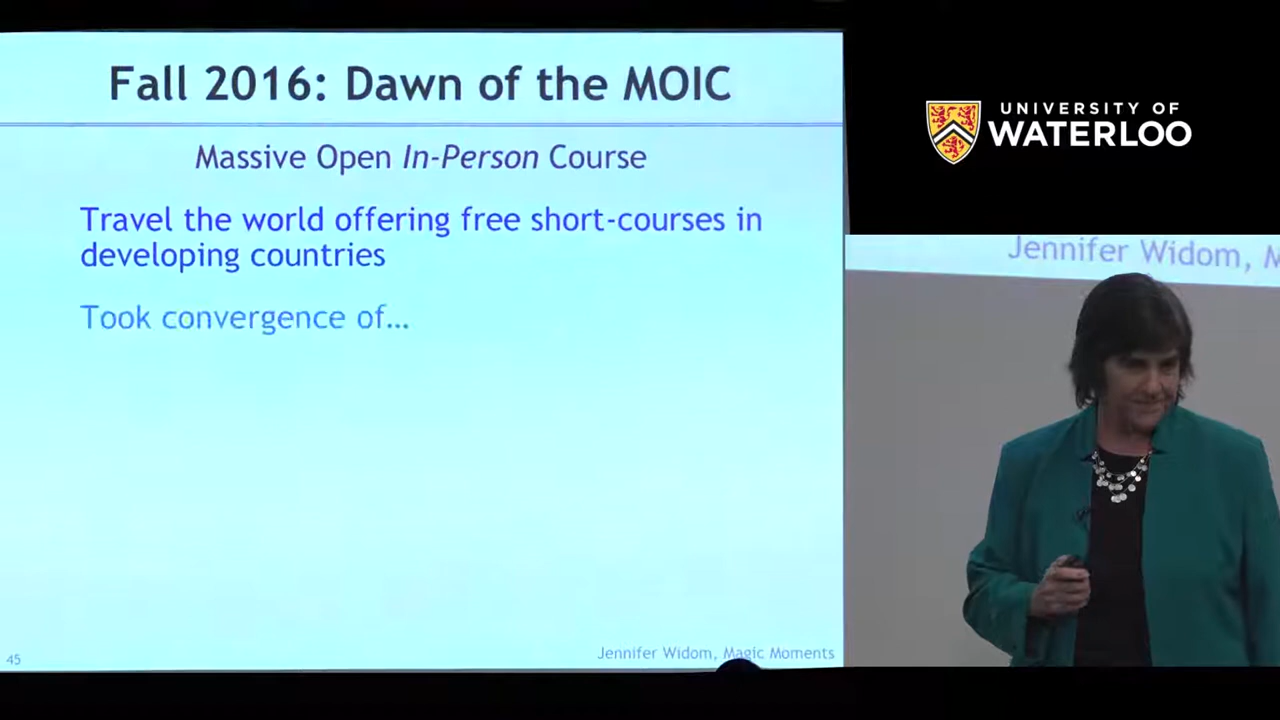 Fall 2016: Dawn of the MOIC
Massive Open In-Person Course
Travel the world offering free short-courses in
developing countries
Took convergence of…
45
Jennifer Widom, Magic Moments
UNIVERSITY OF
WATERLOO
Jennifer Widom, M